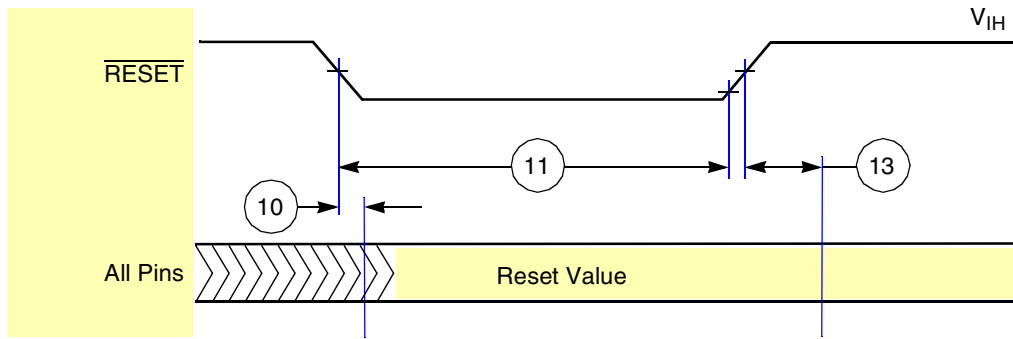 V_IH
RESET
11
13
10
All Pins
Reset Value